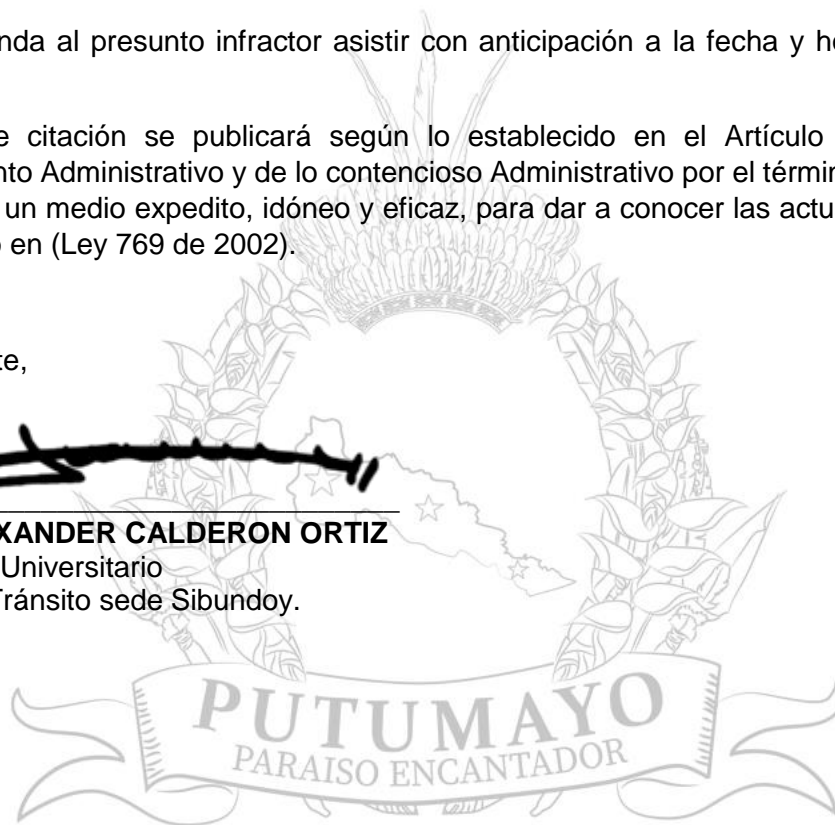 nda al presunto infractor asistir con anticipación a la fecha y h
e citación se publicará según lo establecido en el Artículo
nto Administrativo y de lo contencioso Administrativo por el términ
un medio expedito, idóneo y eficaz, para dar a conocer las actu
o en (Ley 769 de 2002).
te,
XANDER CALDERON ORTIZ
Universitario
Tránsito sede Sibundoy.
PUTUMAYO
PARAISO ENCANTADOR